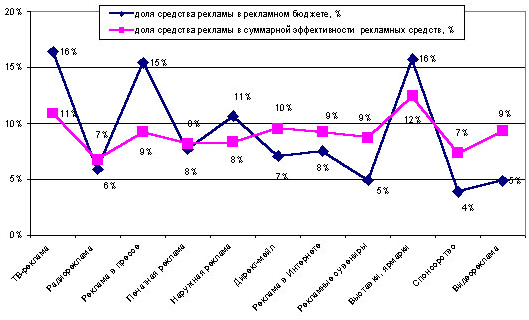 доля средства рекламы в рекламном бюджете, %
доля средства рекламы в суммарной эффективности рекламных средств, %
20%
15%
10%
5%
0%
16%
11%
7%
6%
15%
9%
8%
8%
11%
8%
10%
7%
9%
8%
9%
5%
16%
12%
7%
4%
9%
5%
ТВ-реклама
Радиореклама
Реклама в прессе
Печатная реклама
Наружная реклама
Директ-мейл
Реклама в Интернете
Рекламные сувениры
Выставки, ярмарки
Спонсорство
Видеореклама